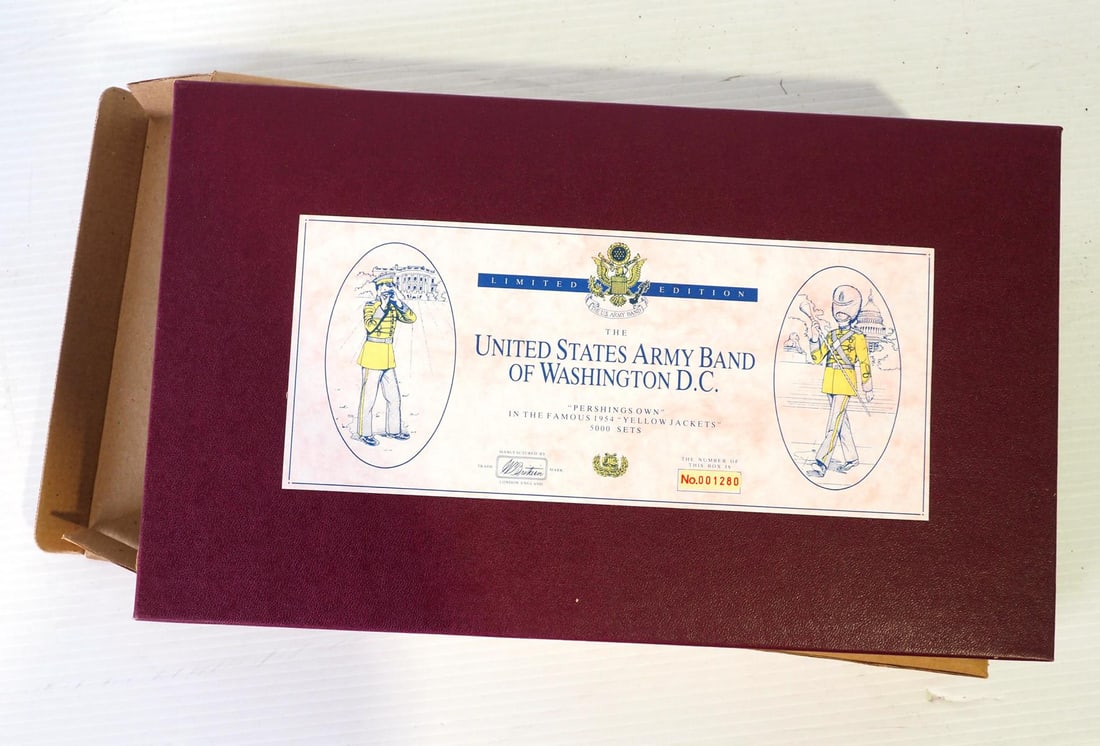 LIMITED EDITION
THE U.S. ARMY BAND
THE
UNITED STATES ARMY BAND
OF WASHINGTON D.C.
"PERSHINGS OWN"
IN THE FAMOUS 1954 "YELLOW JACKETS"
5000 SETS
MANUFACTURED BY
TRADE W Britain MARK
LONDON ENGLAND
THE NUMBER OF
THIS BOX IS
No.001280